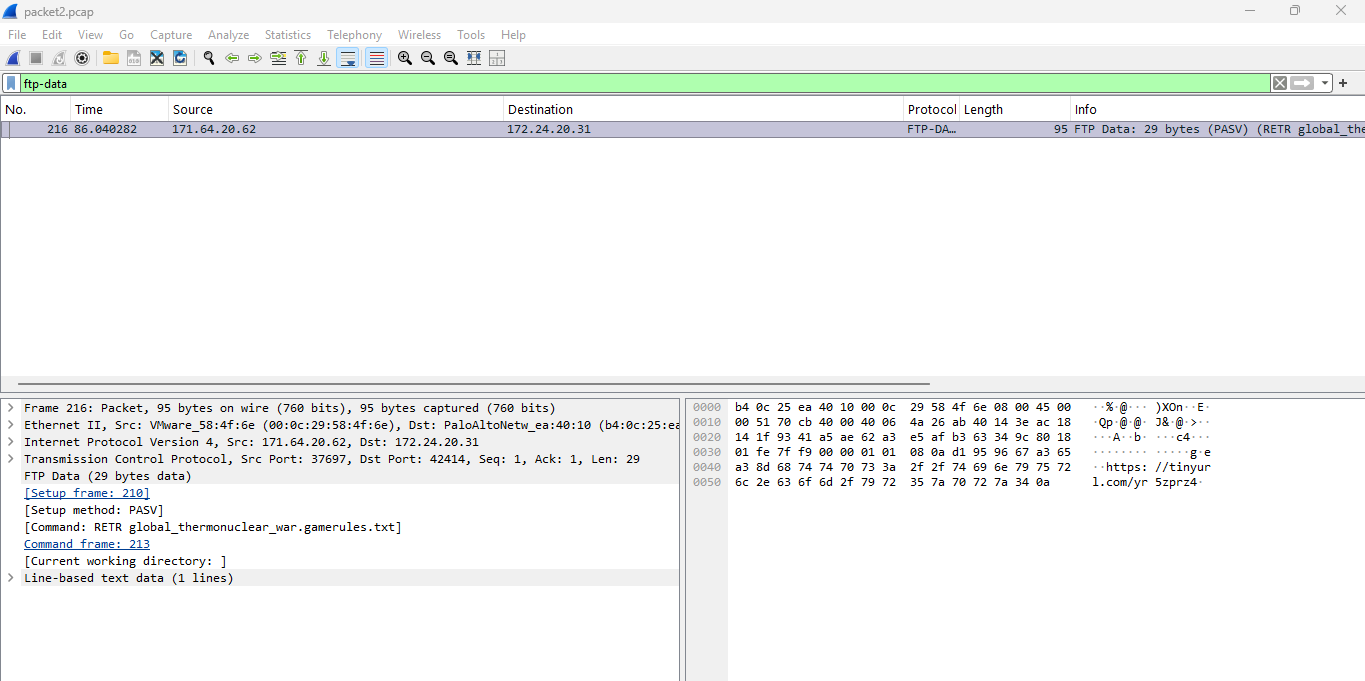 packet2.pcap
File Edit View Go Capture Analyze Statistics Telephony Wireless Tools Help
ftp-data
No. Time Source Destination Protocol Length Info
216 86.040282 171.64.20.62 172.24.20.31 FTP-DA… 95 FTP Data: 29 bytes (PASV) (RETR global_the
Frame 216: Packet, 95 bytes on wire (760 bits), 95 bytes captured (760 bits)
Ethernet II, Src: VMware_58:4f:6e (00:0c:29:58:4f:6e), Dst: PaloAltoNetw_ea:40:10 (b4:0c:25:ea
Internet Protocol Version 4, Src: 171.64.20.62, Dst: 172.24.20.31
Transmission Control Protocol, Src Port: 37697, Dst Port: 42414, Seq: 1, Ack: 1, Len: 29
FTP Data (29 bytes data)
[Setup frame: 210]
[Setup method: PASV]
[Command: RETR global_thermonuclear_war.gamerules.txt]
Command frame: 213
[Current working directory: ]
Line-based text data (1 lines)
0000 b4 0c 25 ea 40 10 00 0c 29 58 4f 6e 08 00 45 00 ··%·@··· )XOn··E·
0010 00 51 70 cb 40 00 40 06 4a 26 ab 40 14 3e ac 18 ·Qp·@·@· J&·@·>··
0020 14 1f 93 41 a5 ae 62 a3 e5 af b3 63 34 9c 80 18 ···A··b· ···c4···
0030 01 fe 7f f9 00 00 01 01 08 0a d1 95 96 67 a3 65 ········ ·····g·e
0040 a3 8d 68 74 74 70 73 3a 2f 2f 74 69 6e 79 75 72 ··https: //tinyur
0050 6c 2e 63 6f 6d 2f 79 72 35 7a 70 72 7a 34 0a l.com/yr 5zprz4·